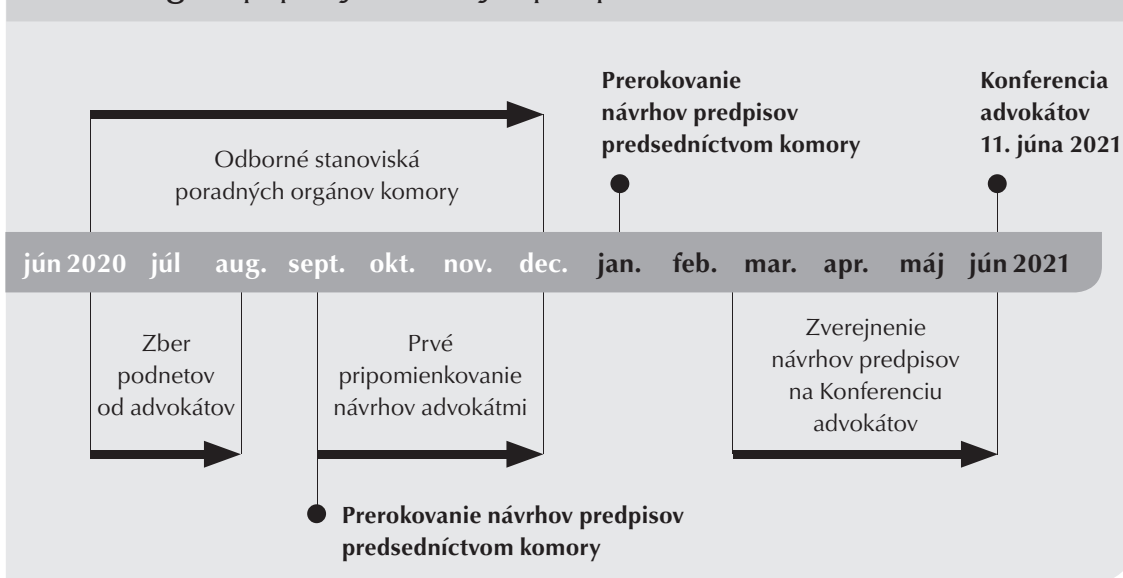 Prerokovanie
návrhov predpisov
predsedníctvom komory
Konferencia
advokátov
11. júna 2021
Odborné stanoviská
poradných orgánov komory
jún 2020 júl aug. sept. okt. nov. dec. jan. feb. mar. apr. máj jún 2021
Zber
podnetov
od advokátov
Prvé
pripomienkovanie
návrhov advokátmi
Zverejnenie
návrhov predpisov
na Konferenciu
advokátov
Prerokovanie návrhov predpisov
predsedníctvom komory